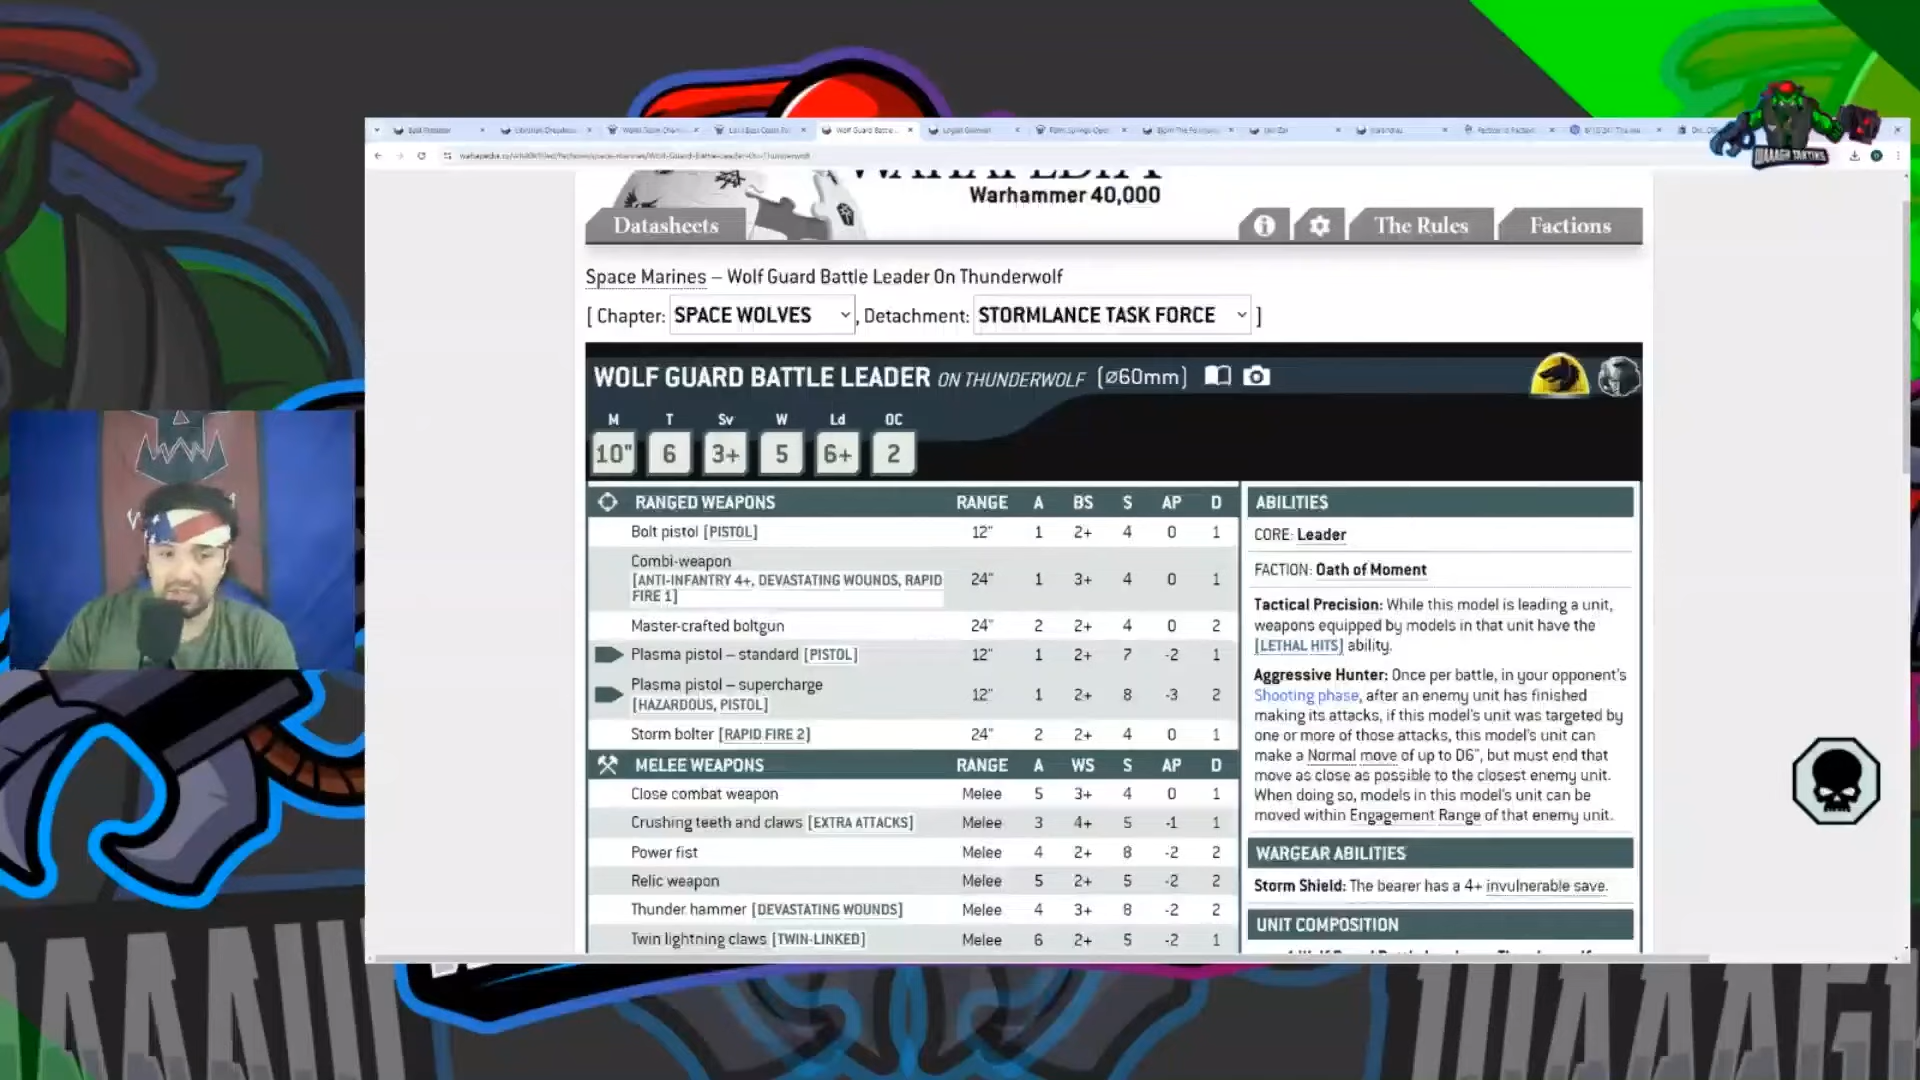 WAHAPEDIA
Warhammer 40,000
Datasheets
The Rules
Factions
Space Marines – Wolf Guard Battle Leader On Thunderwolf
[ Chapter: SPACE WOLVES , Detachment: STORMLANCE TASK FORCE ]
WOLF GUARD BATTLE LEADER ON THUNDERWOLF (⌀60mm)
M T Sv W Ld OC
10" 6 3+ 5 6+ 2
RANGED WEAPONS RANGE A BS S AP D
Bolt pistol [PISTOL] 12" 1 2+ 4 0 1
Combi-weapon
[ANTI-INFANTRY 4+, DEVASTATING WOUNDS, RAPID
FIRE 1] 24" 1 3+ 4 0 1
Master-crafted boltgun 24" 2 2+ 4 0 2
Plasma pistol – standard [PISTOL] 12" 1 2+ 7 -2 1
Plasma pistol – supercharge
[HAZARDOUS, PISTOL] 12" 1 2+ 8 -3 2
Storm bolter [RAPID FIRE 2] 24" 2 2+ 4 0 1
MELEE WEAPONS RANGE A WS S AP D
Close combat weapon Melee 5 3+ 4 0 1
Crushing teeth and claws [EXTRA ATTACKS] Melee 3 4+ 5 -1 1
Power fist Melee 4 2+ 8 -2 2
Relic weapon Melee 5 2+ 5 -2 2
Thunder hammer [DEVASTATING WOUNDS] Melee 4 3+ 8 -2 2
Twin lightning claws [TWIN-LINKED] Melee 6 2+ 5 -2 1
ABILITIES
CORE: Leader
FACTION: Oath of Moment
Tactical Precision: While this model is leading a unit,
weapons equipped by models in that unit have the
[LETHAL HITS] ability.
Aggressive Hunter: Once per battle, in your opponent's
Shooting phase, after an enemy unit has finished
making its attacks, if this model's unit was targeted by
one or more of those attacks, this model's unit can
make a Normal move of up to D6", but must end that
move as close as possible to the closest enemy unit.
When doing so, models in this model's unit can be
moved within Engagement Range of that enemy unit.
WARGEAR ABILITIES
Storm Shield: The bearer has a 4+ invulnerable save.
UNIT COMPOSITION
WAAAGH TAKTIKS